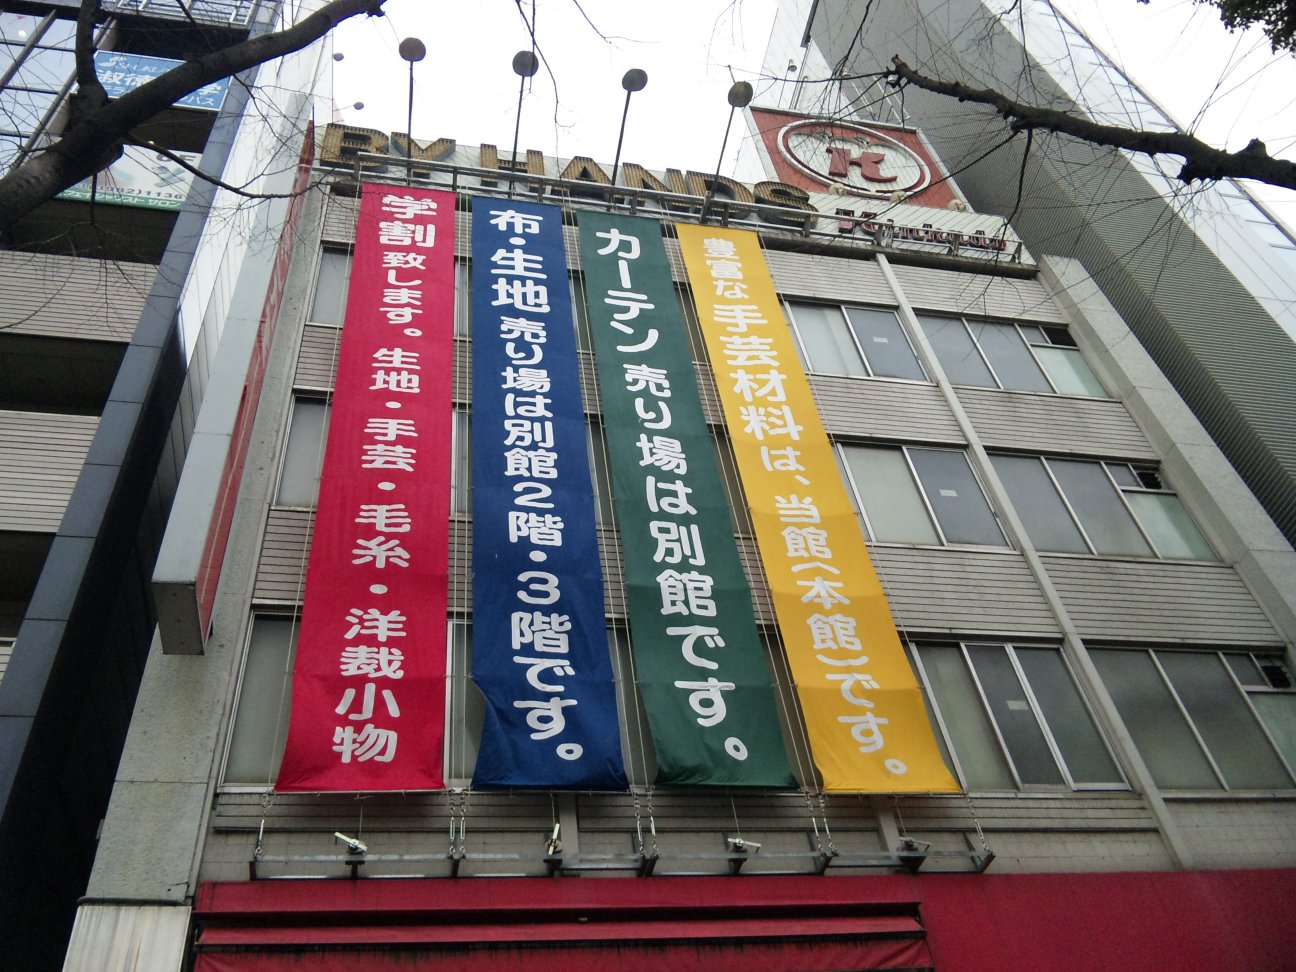 BY HANDS
K
学割致します。生地・手芸・毛糸・洋裁小物
布・生地売り場は別館2階・3階です。
カーテン売り場は別館です。
豊富な手芸材料は、当館(本館)です。